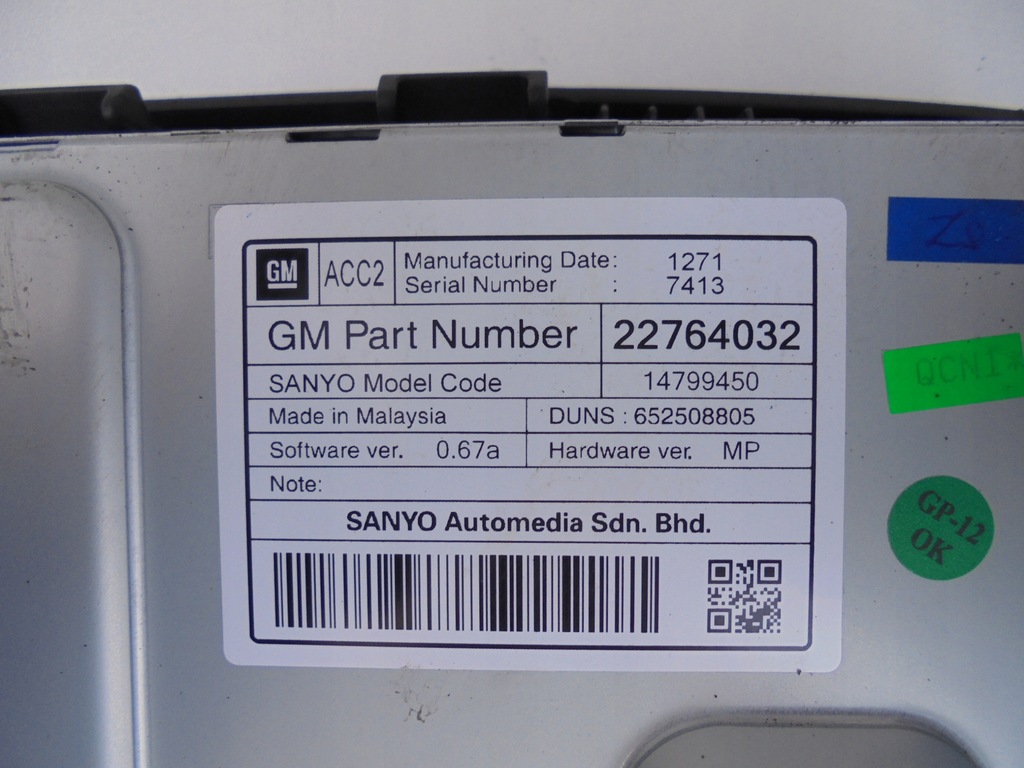 GM ACC2 Manufacturing Date: 1271
Serial Number : 7413
GM Part Number 22764032
SANYO Model Code 14799450
Made in Malaysia DUNS : 652508805
Software ver. 0.67a Hardware ver. MP
Note:
SANYO Automedia Sdn. Bhd.
QCNI*
GP-12
OK